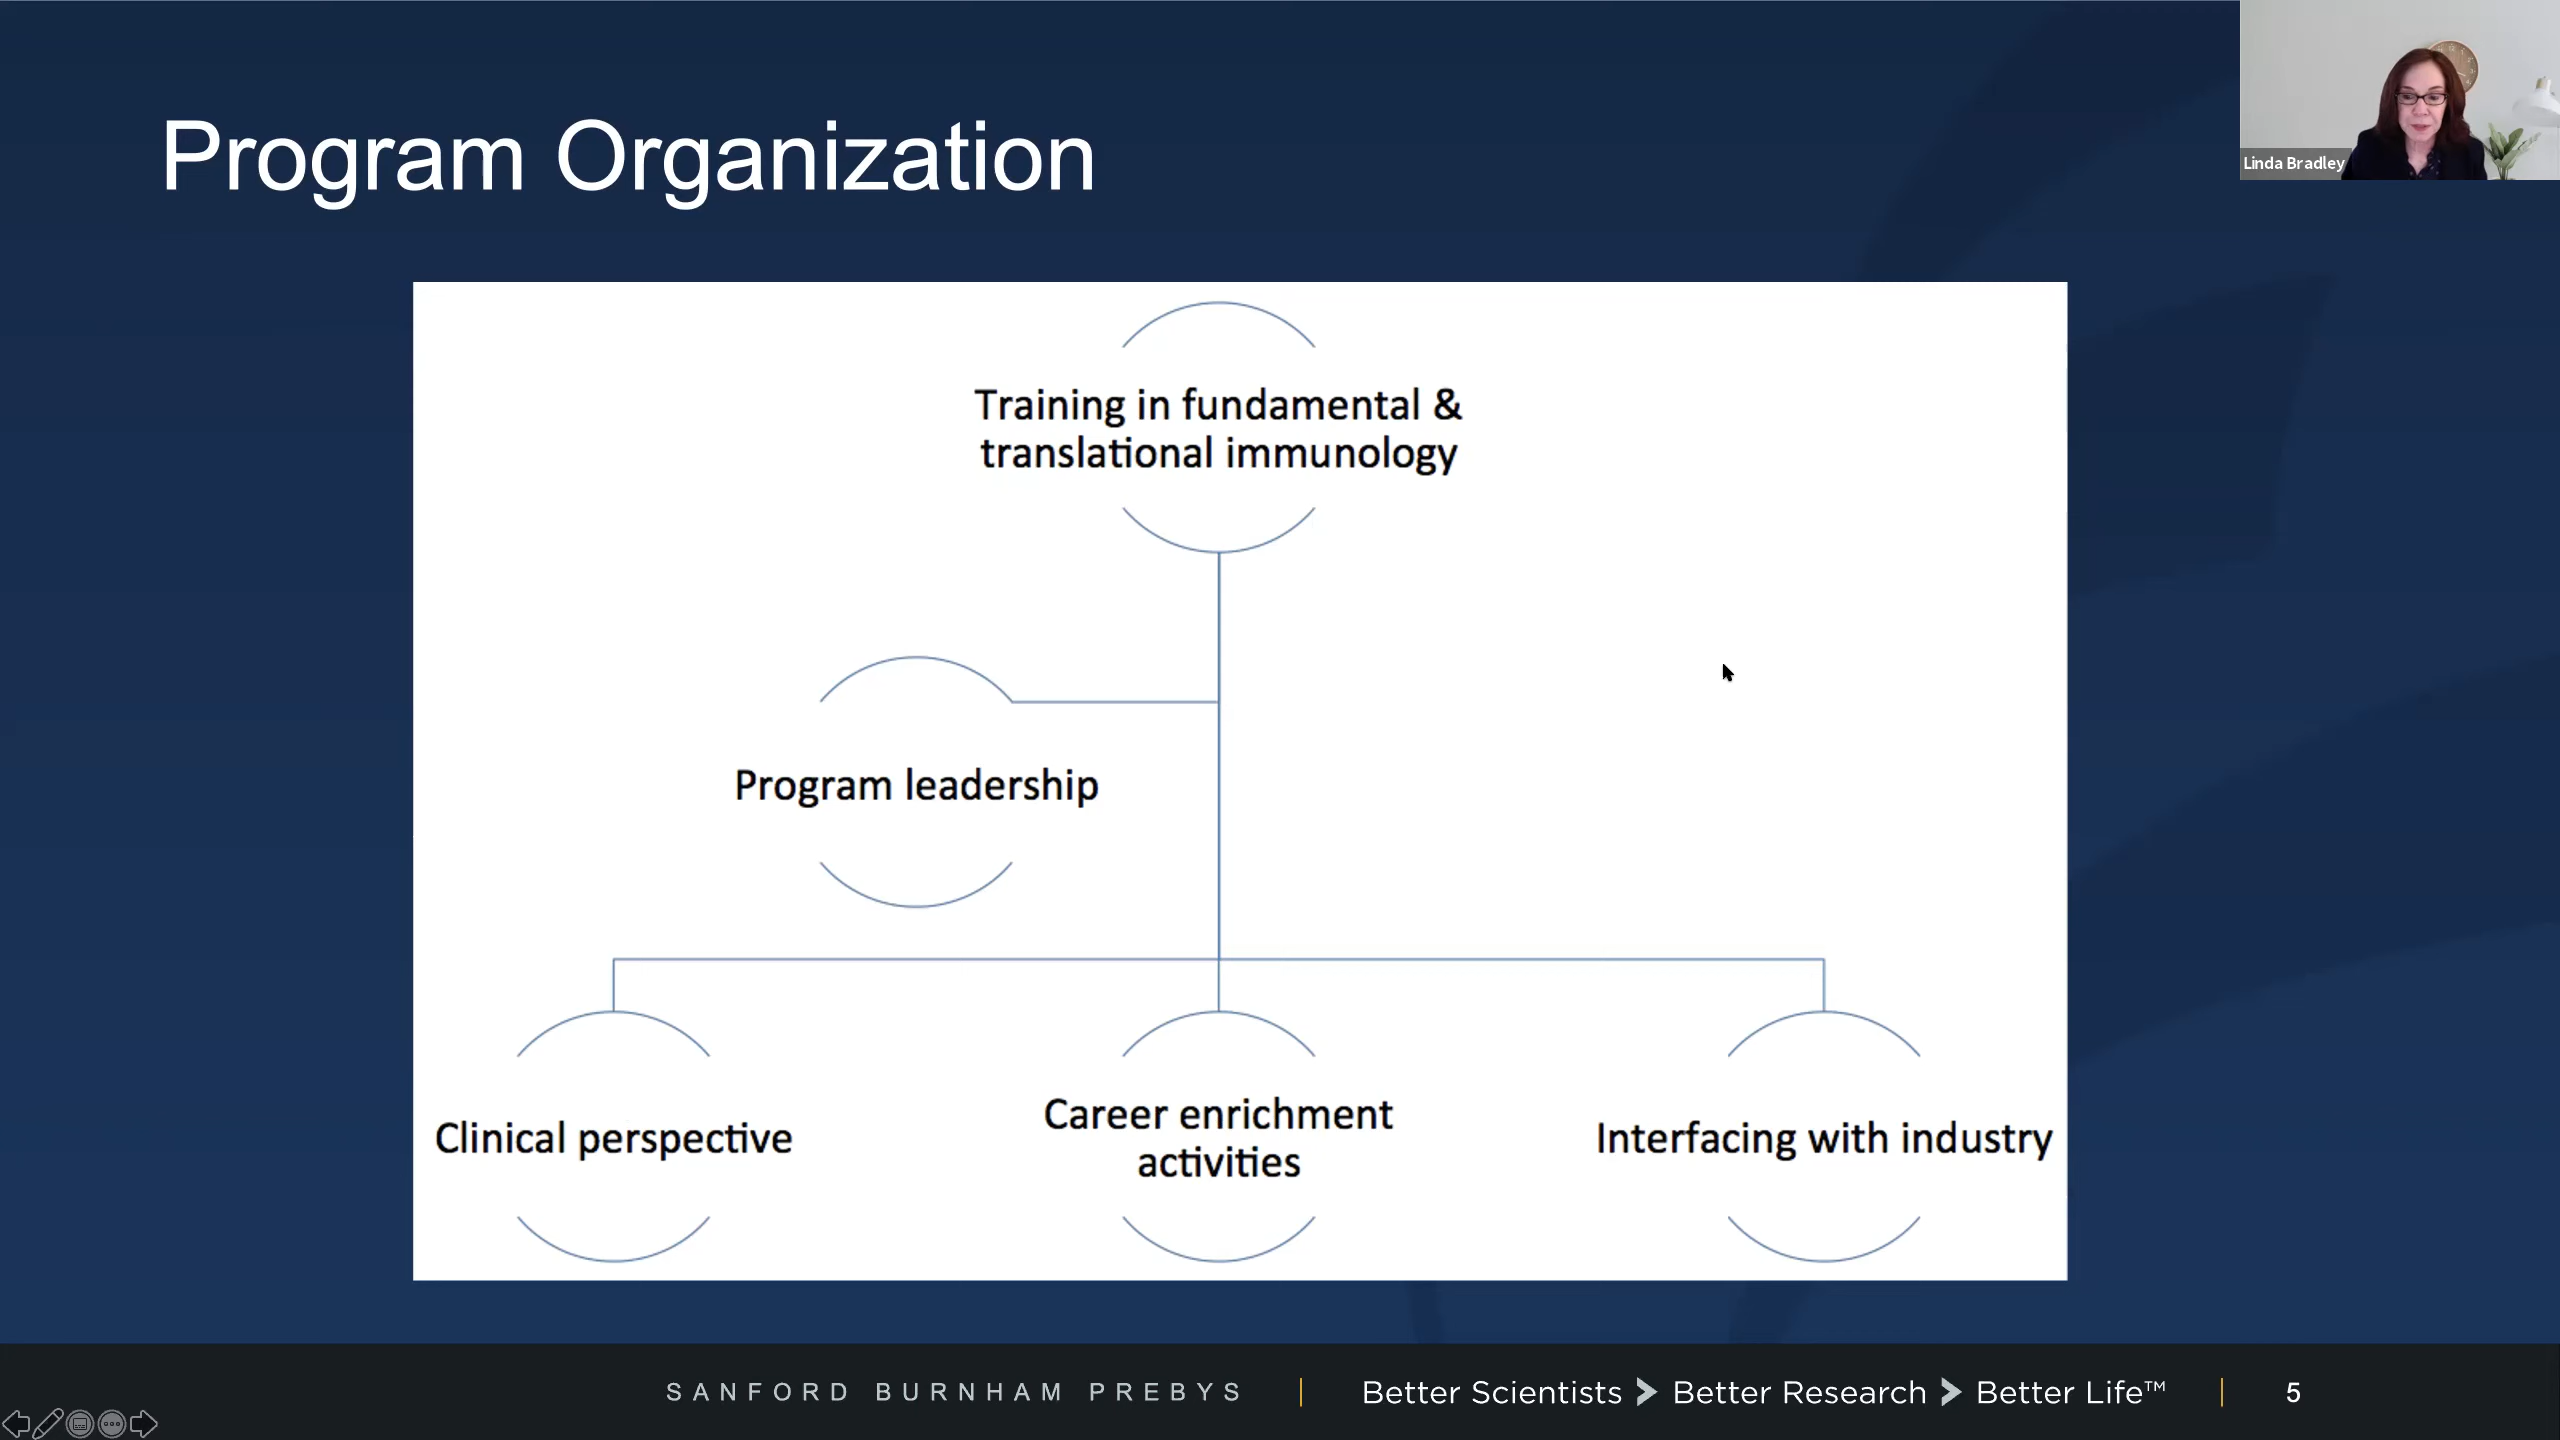 Program Organization
Linda Bradley
Training in fundamental &
translational immunology
Program leadership
Clinical perspective
Career enrichment
activities
Interfacing with industry
SANFORD BURNHAM PREBYS
Better Scientists > Better Research > Better Life™
5